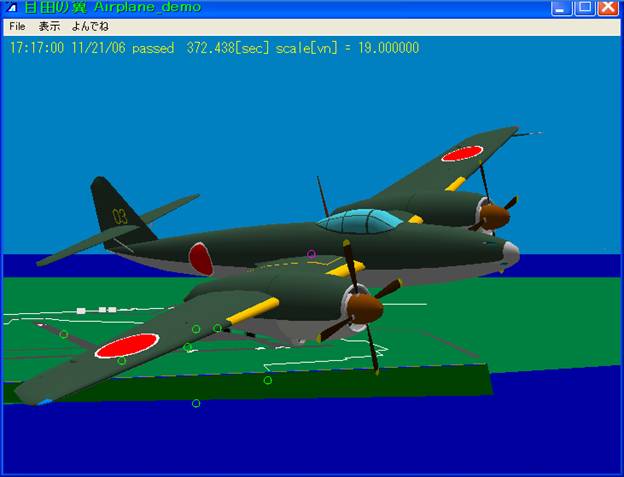 自由の翼 Airplane_demo
File 表示 よんでね
17:17:00 11/21/06 passed 372.438[sec] scale[vn] = 19.000000
03